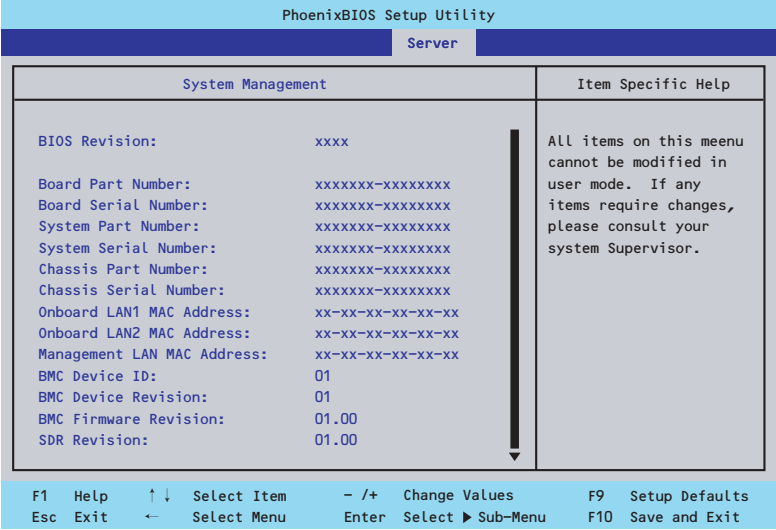 PhoenixBIOS Setup Utility
Server
System Management
Item Specific Help
BIOS Revision: xxxx
Board Part Number: xxxxxxx-xxxxxxxx
Board Serial Number: xxxxxxx-xxxxxxxx
System Part Number: xxxxxxx-xxxxxxxx
System Serial Number: xxxxxxx-xxxxxxxx
Chassis Part Number: xxxxxxx-xxxxxxxx
Chassis Serial Number: xxxxxxx-xxxxxxxx
Onboard LAN1 MAC Address: xx-xx-xx-xx-xx-xx
Onboard LAN2 MAC Address: xx-xx-xx-xx-xx-xx
Management LAN MAC Address: xx-xx-xx-xx-xx-xx
BMC Device ID: 01
BMC Device Revision: 01
BMC Firmware Revision: 01.00
SDR Revision: 01.00
All items on this meenu
cannot be modified in
user mode. If any
items require changes,
please consult your
system Supervisor.
F1 Help ↑↓ Select Item - /+ Change Values F9 Setup Defaults
Esc Exit ← Select Menu Enter Select ▶ Sub-Menu F10 Save and Exit